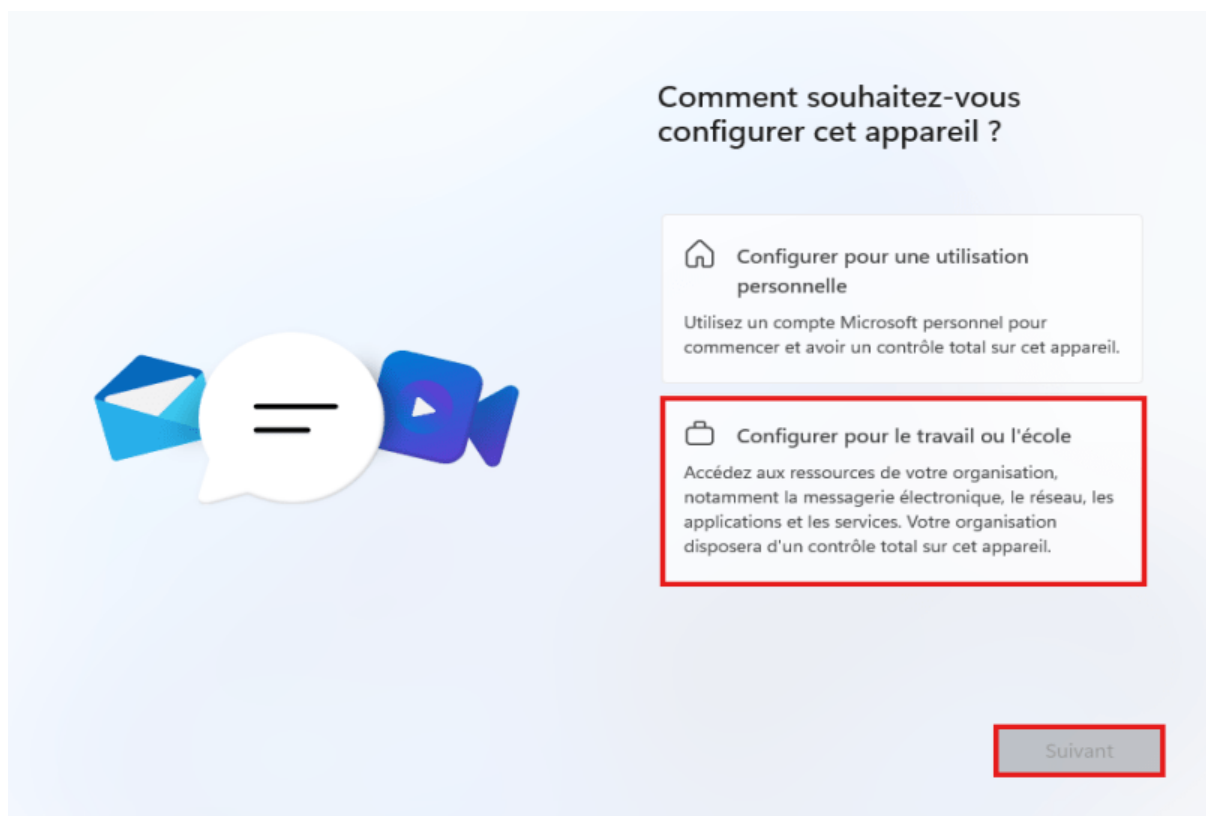 Comment souhaitez-vous
configurer cet appareil ?
Configurer pour une utilisation
personnelle
Utilisez un compte Microsoft personnel pour
commencer et avoir un contrôle total sur cet appareil.
Configurer pour le travail ou l'école
Accédez aux ressources de votre organisation,
notamment la messagerie électronique, le réseau, les
applications et les services. Votre organisation
disposera d'un contrôle total sur cet appareil.
Suivant